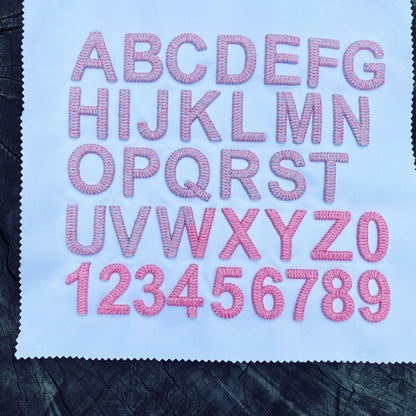 ABCDEFG
HIJKLMN
OPQRST
UVWXYZ0
123456789